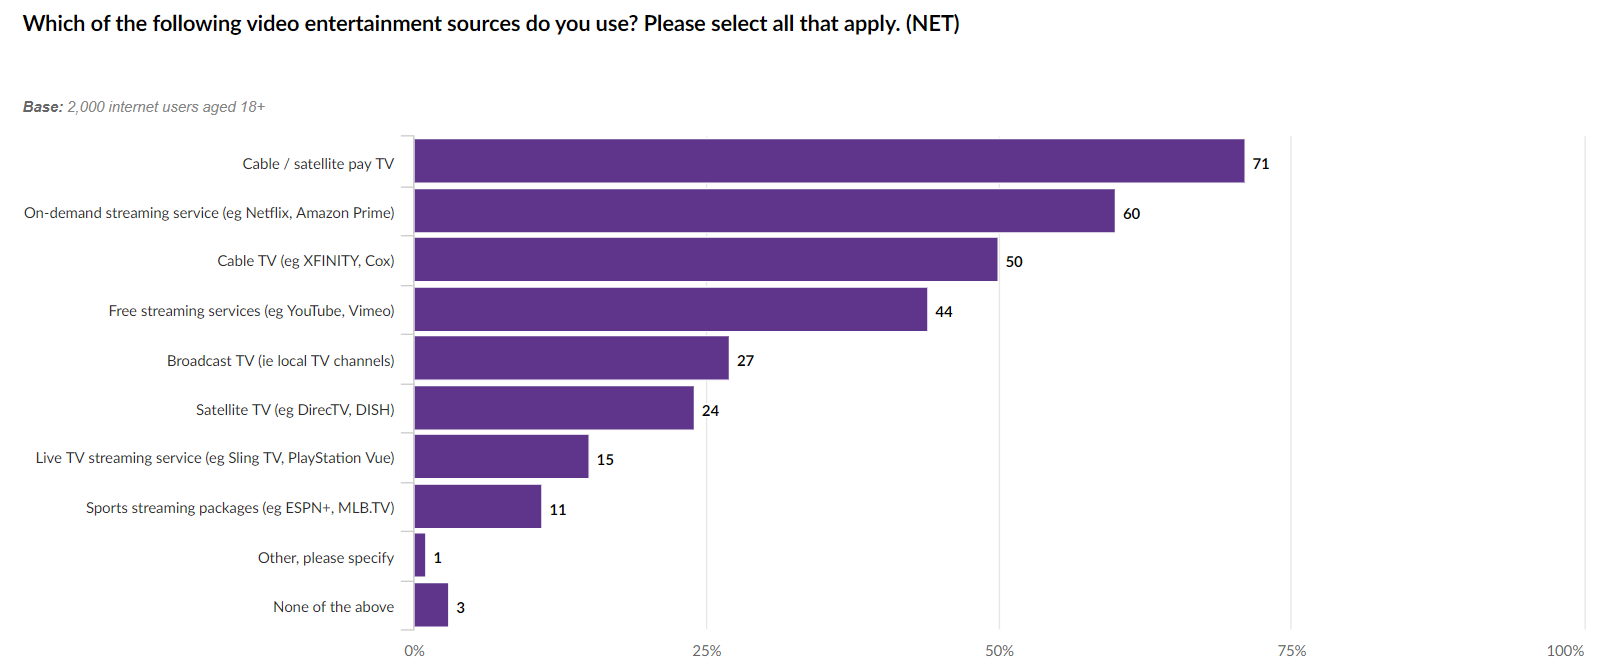 Which of the following video entertainment sources do you use? Please select all that apply. (NET)
Base: 2,000 internet users aged 18+
Cable / satellite pay TV 71
On-demand streaming service (eg Netflix, Amazon Prime) 60
Cable TV (eg XFINITY, Cox) 50
Free streaming services (eg YouTube, Vimeo) 44
Broadcast TV (ie local TV channels) 27
Satellite TV (eg DirecTV, DISH) 24
Live TV streaming service (eg Sling TV, PlayStation Vue) 15
Sports streaming packages (eg ESPN+, MLB.TV) 11
Other, please specify 1
None of the above 3
0% 25% 50% 75% 100%